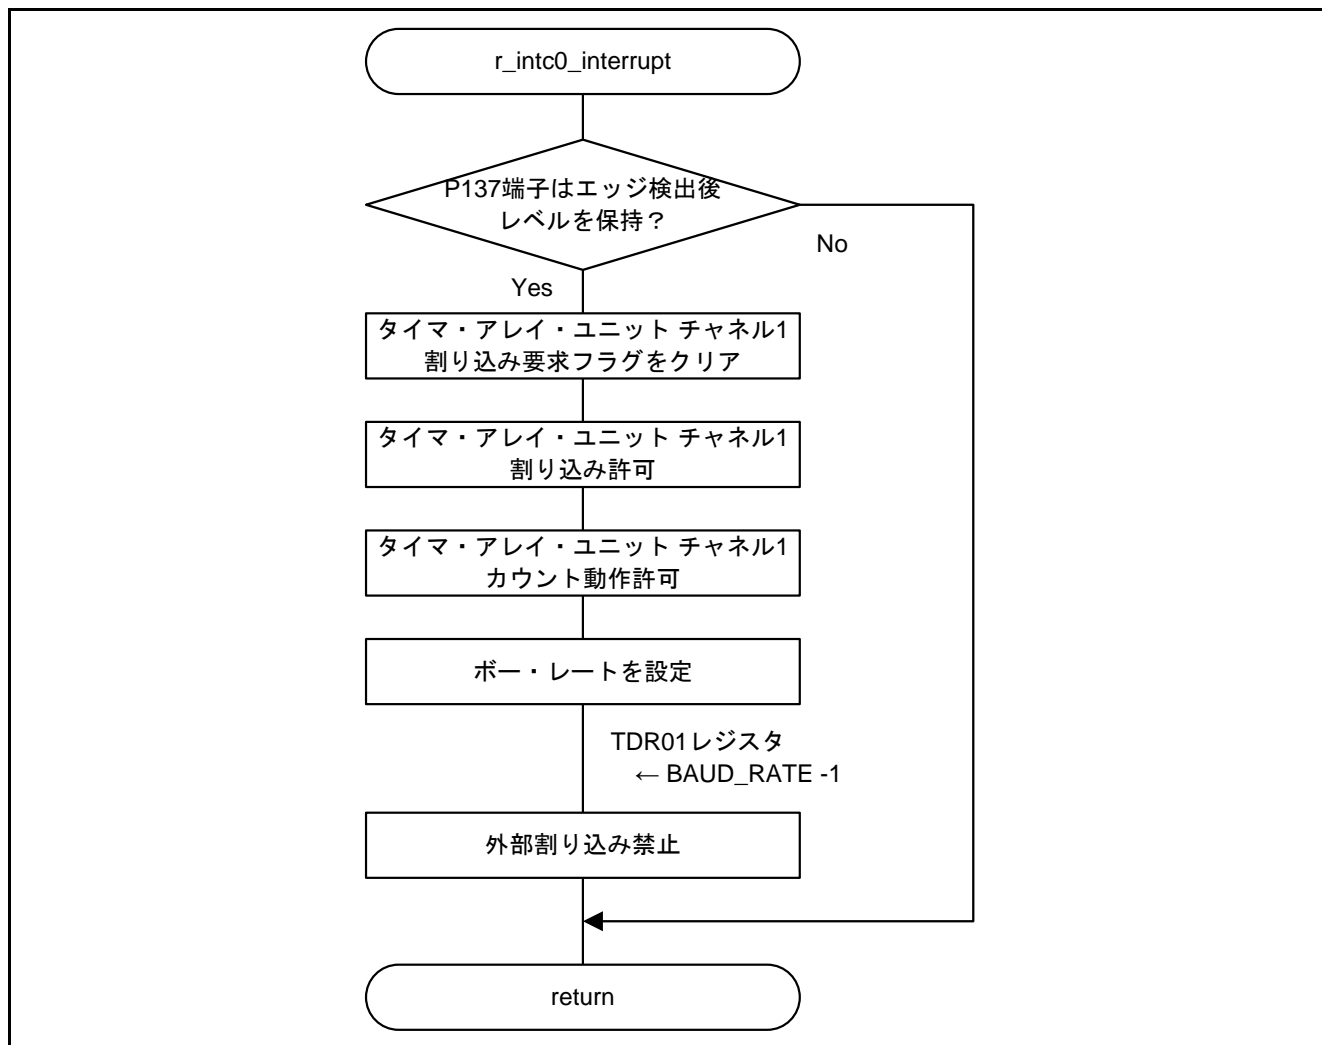 r_intc0_interrupt
P137端子はエッジ検出後
レベルを保持？
No
Yes
タイマ・アレイ・ユニット チャネル1
割り込み要求フラグをクリア
タイマ・アレイ・ユニット チャネル1
割り込み許可
タイマ・アレイ・ユニット チャネル1
カウント動作許可
ボー・レートを設定
TDR01レジスタ
← BAUD_RATE -1
外部割り込み禁止
return